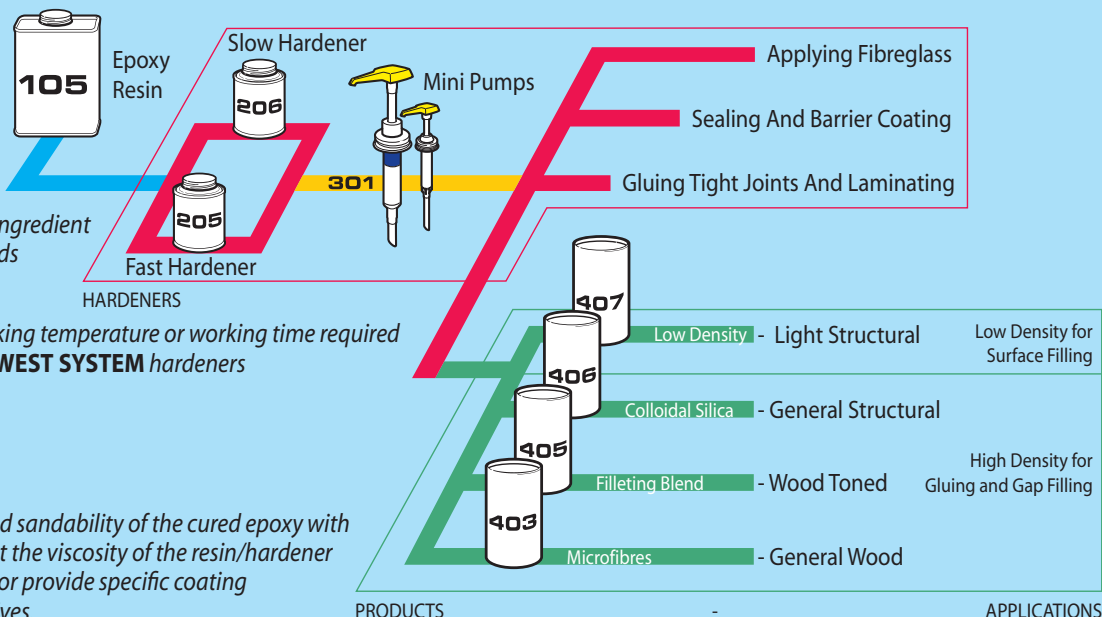 105
Epoxy
Resin
Slow Hardener
206
Mini Pumps
Applying Fibreglass
Sealing And Barrier Coating
301
Gluing Tight Joints And Laminating
205
Fast Hardener
HARDENERS
king temperature or working time required
WEST SYSTEM hardeners
407
Low Density - Light Structural
Low Density for
Surface Filling
406
Colloidal Silica - General Structural
405
Filleting Blend - Wood Toned
High Density for
Gluing and Gap Filling
403
Microfibres - General Wood
d sandability of the cured epoxy with
t the viscosity of the resin/hardener
or provide specific coating
PRODUCTS - APPLICATIONS